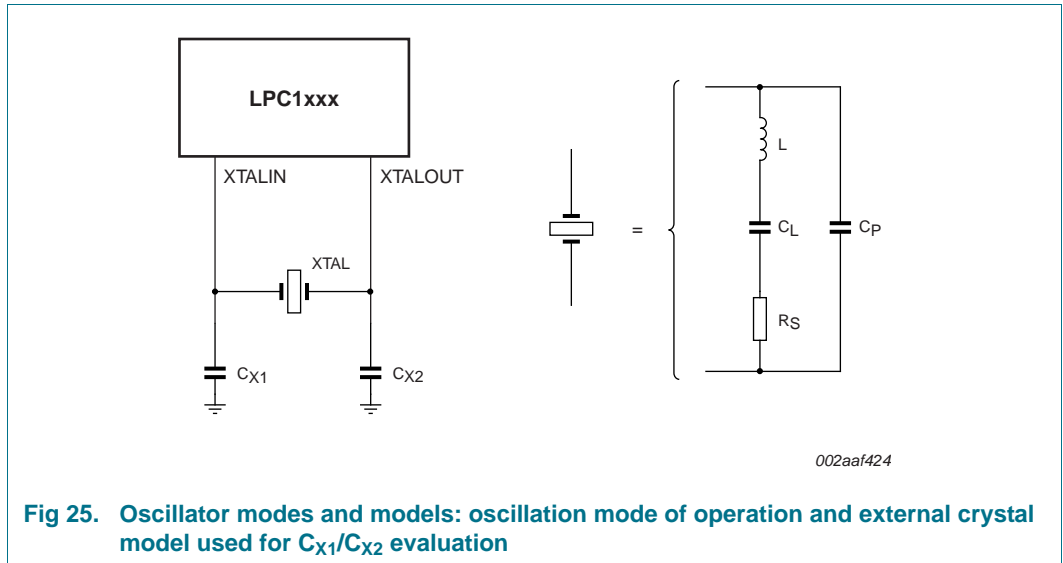 LPC1xxx
XTALIN XTALOUT
XTAL
CX1 CX2
=
L
CL CP
RS
002aaf424
Fig 25. Oscillator modes and models: oscillation mode of operation and external crystal
model used for CX1/CX2 evaluation